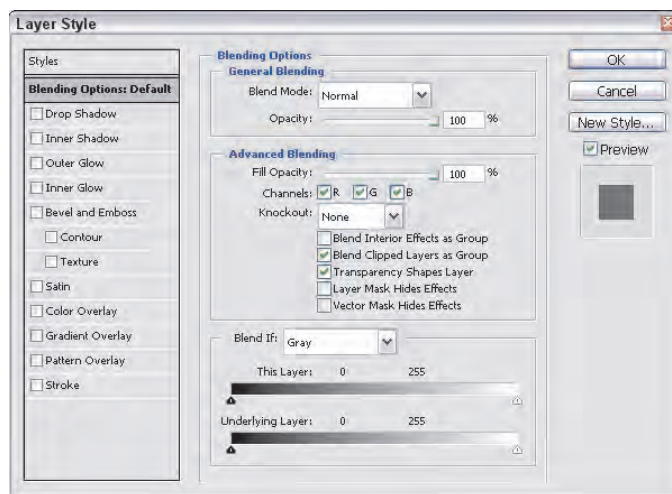 Layer Style
Styles
Blending Options: Default
Drop Shadow
Inner Shadow
Outer Glow
Inner Glow
Bevel and Emboss
Contour
Texture
Satin
Color Overlay
Gradient Overlay
Pattern Overlay
Stroke
Blending Options
General Blending
Blend Mode: Normal
Opacity: 100 %
Advanced Blending
Fill Opacity: 100 %
Channels: R G B
Knockout: None
Blend Interior Effects as Group
Blend Clipped Layers as Group
Transparency Shapes Layer
Layer Mask Hides Effects
Vector Mask Hides Effects
Blend If: Gray
This Layer: 0 255
Underlying Layer: 0 255
OK
Cancel
New Style...
Preview